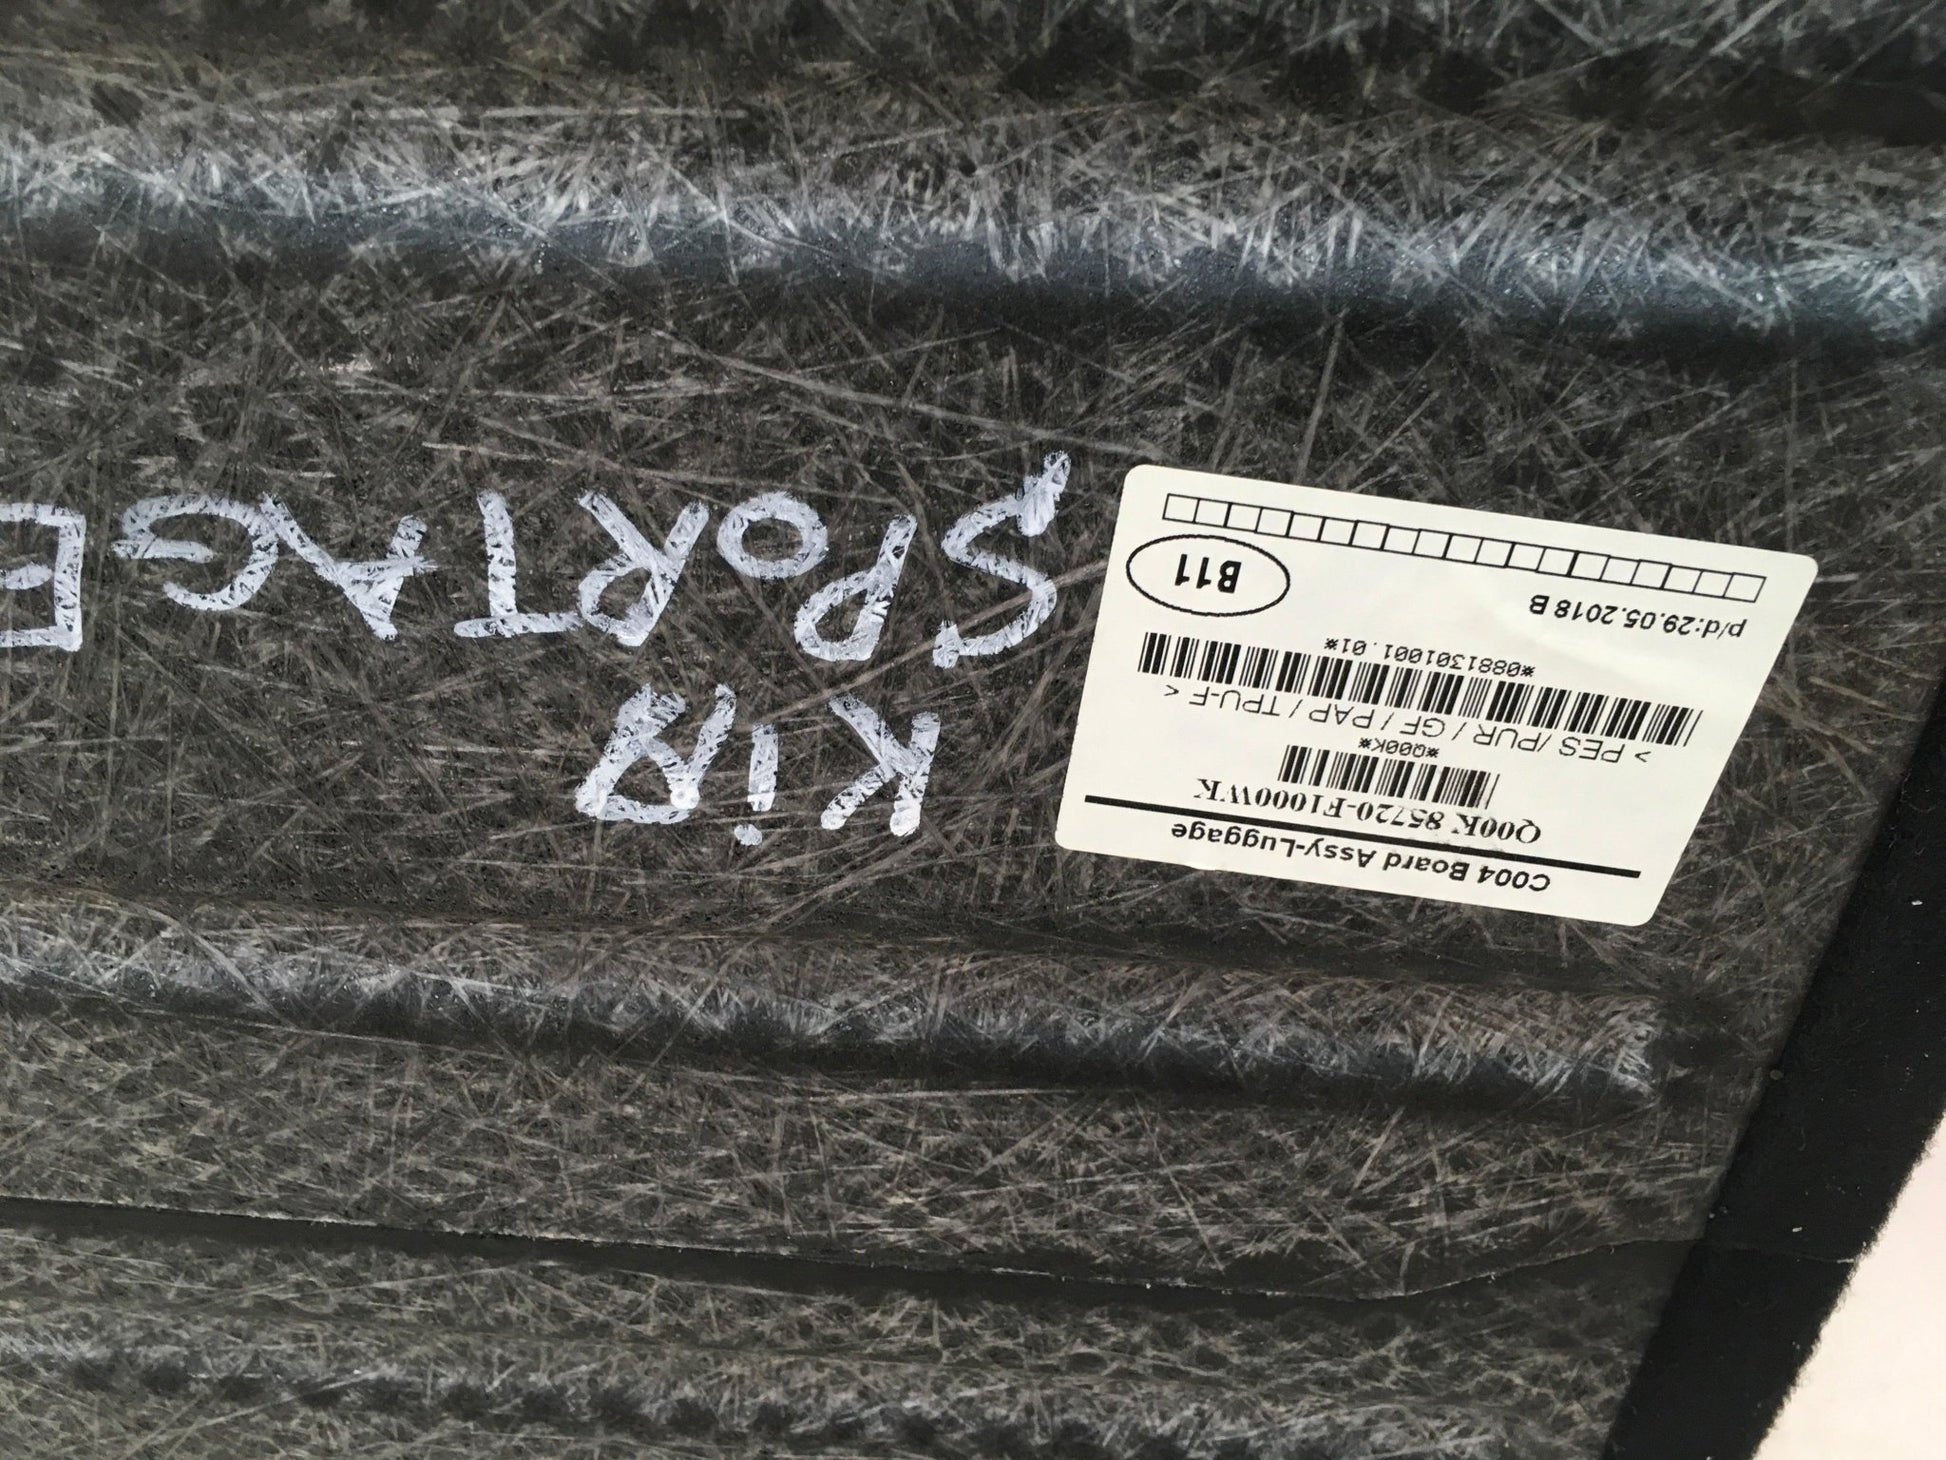 C004 Board Assy-Luggage
Q00K 85720-F1000WK
*Q00K*
> PES /PUR / GF / PAP / TPU-F <
*0881301001.01*
p/d:29.05.2018 B
B11
KiA
SPORTAGE